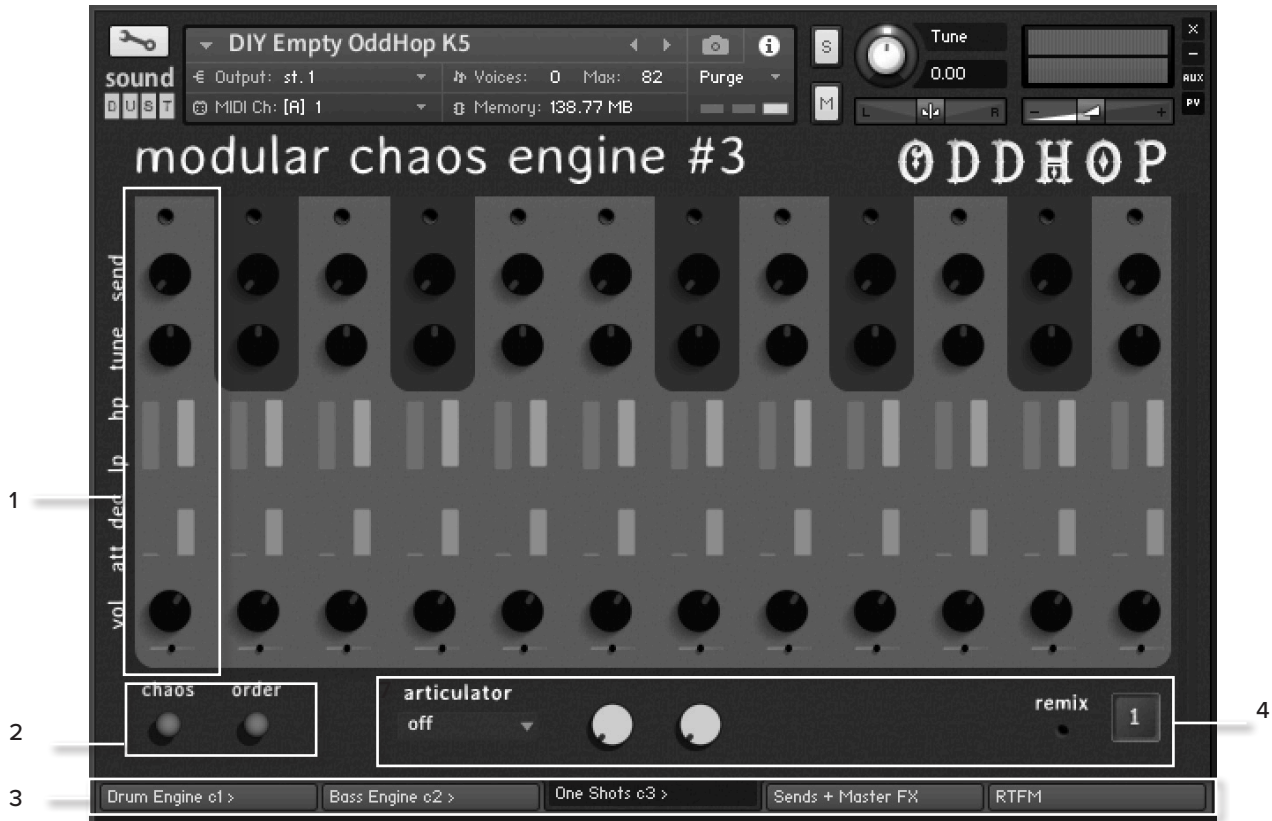 DIY Empty OddHop K5
S
Tune
X
-
sound
DUST
Output: st.1
Voices: 0 Max: 82
Purge
0.00
AUX
MIDI Ch: [A] 1
Memory: 138.77 MB
M
L
R
-
+
PV
modular chaos engine #3
ODDHOP
send
tune
hp
lp
dec
att
vol
1
chaos
order
articulator
off
remix
1
2
4
3
Drum Engine c1 >
Bass Engine c2 >
One Shots c3 >
Sends + Master FX
RTFM